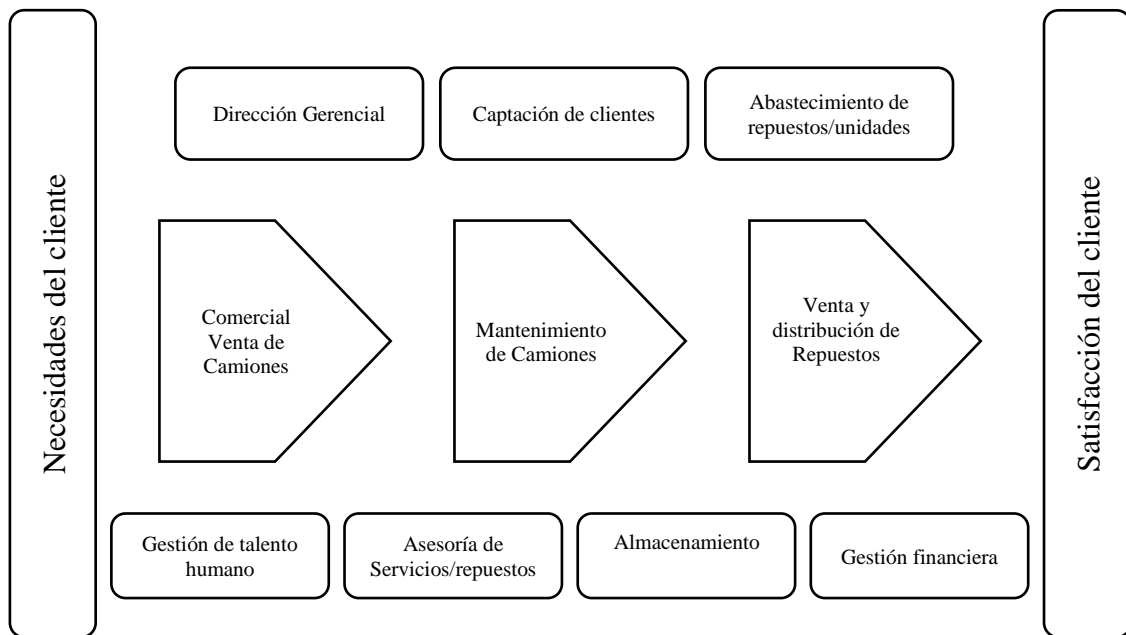 Necesidades del cliente
Dirección Gerencial
Captación de clientes
Abastecimiento de
repuestos/unidades
Comercial
Venta de
Camiones
Mantenimiento
de Camiones
Venta y
distribución de
Repuestos
Gestión de talento
humano
Asesoría de
Servicios/repuestos
Almacenamiento
Gestión financiera
Satisfacción del cliente